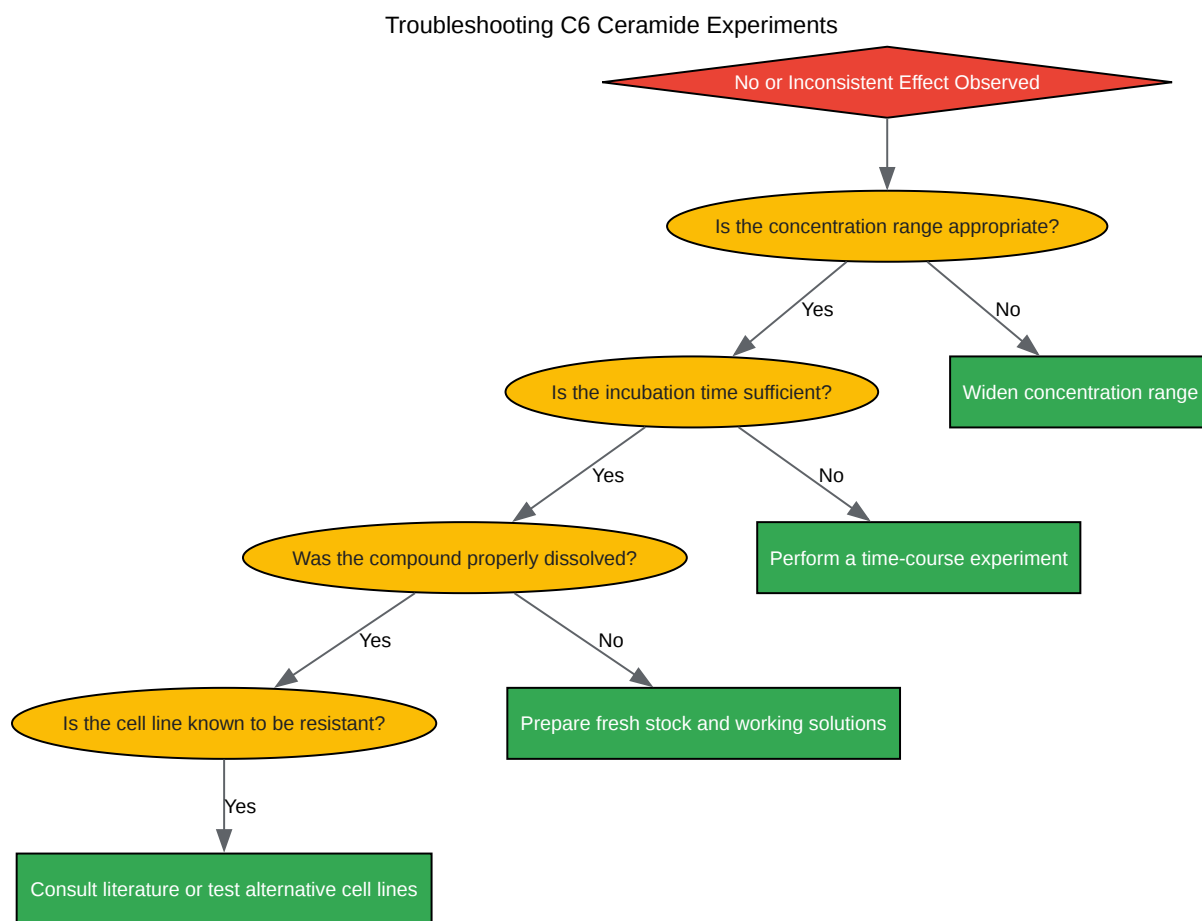 Troubleshooting C6 Ceramide Experiments
No or Inconsistent Effect Observed
Is the concentration range appropriate?
Yes
No
Is the incubation time sufficient?
Widen concentration range
Yes
No
Was the compound properly dissolved?
Perform a time-course experiment
Yes
No
Is the cell line known to be resistant?
Prepare fresh stock and working solutions
Yes
Consult literature or test alternative cell lines